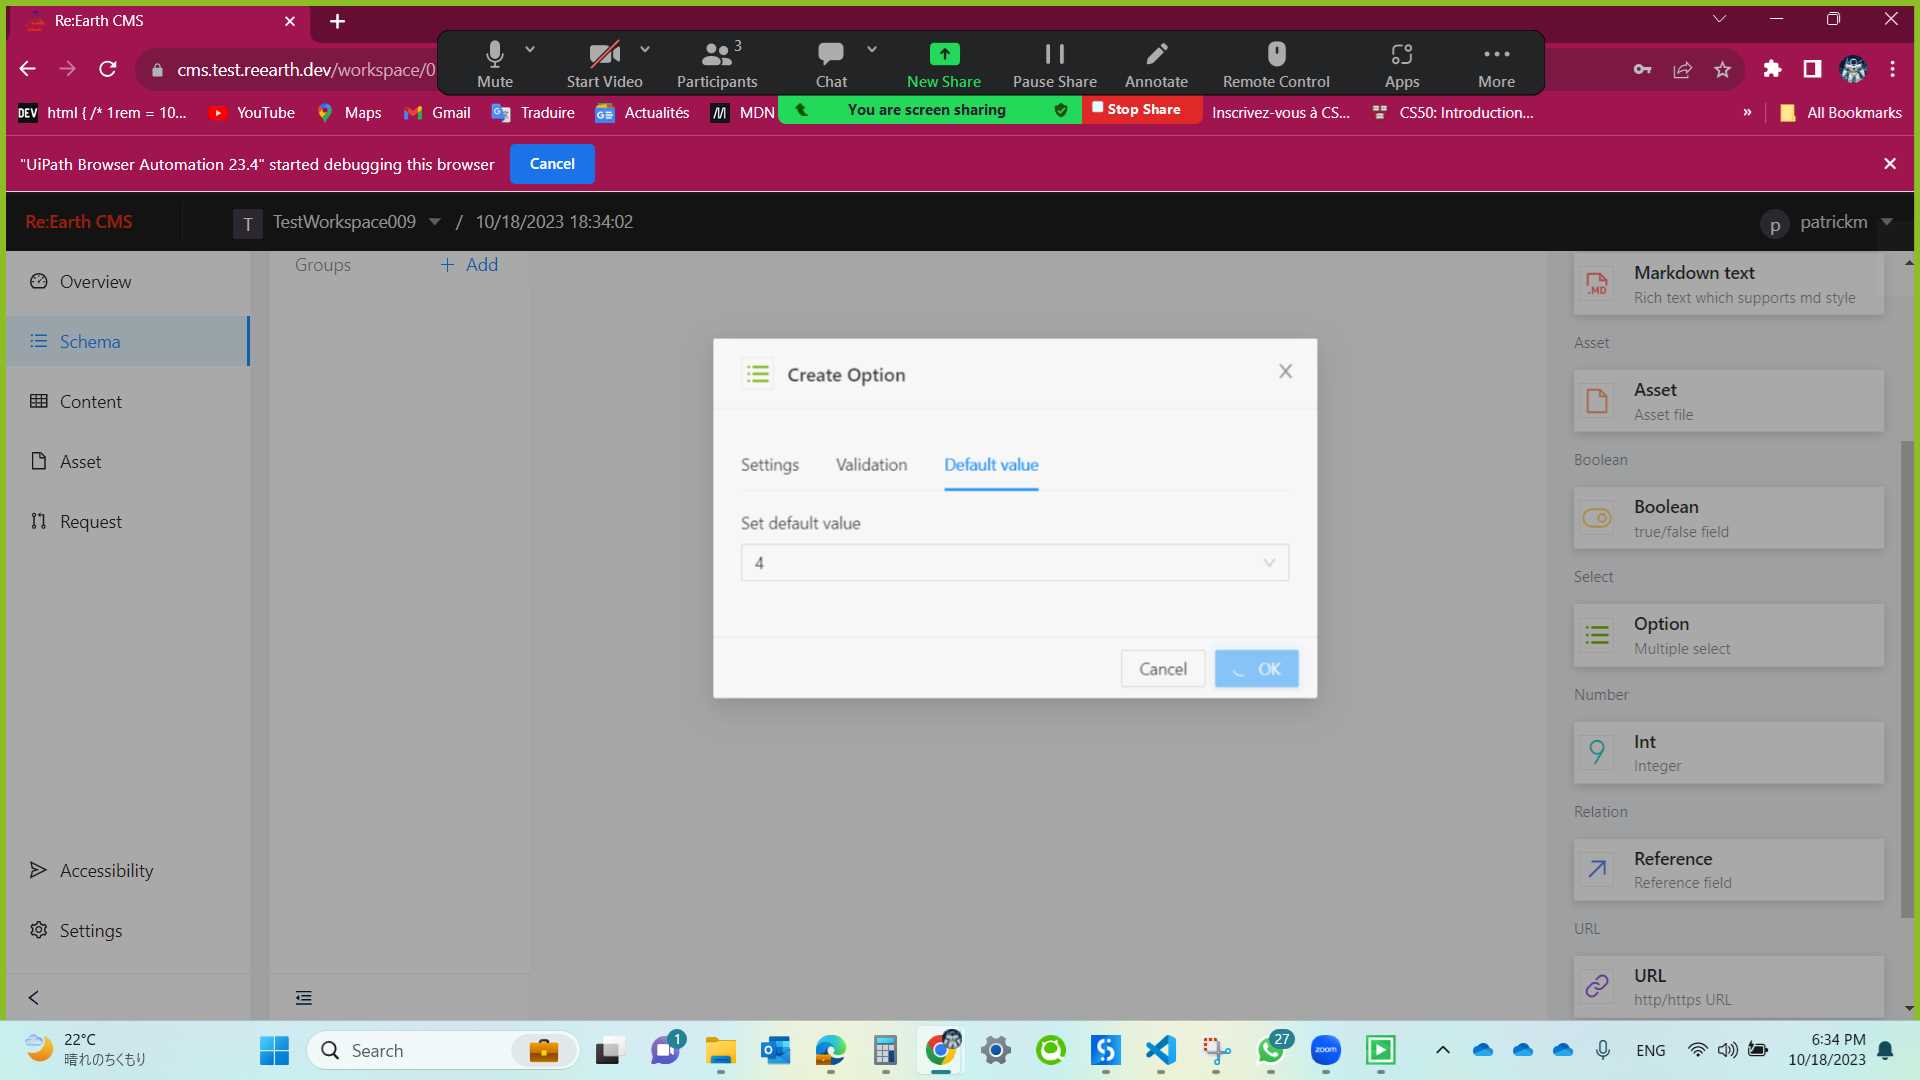 Re:Earth CMS
cms.test.reearth.dev/workspace/0
Mute
Start Video
3
Participants
Chat
New Share
Pause Share
Annotate
Remote Control
Apps
More
You are screen sharing
Stop Share
DEV html { /* 1rem = 10...
YouTube
Maps
Gmail
Traduire
Actualités
MDN
Inscrivez-vous à CS...
CS50: Introduction...
»
All Bookmarks
"UiPath Browser Automation 23.4" started debugging this browser
Cancel
Re:Earth CMS
T TestWorkspace009 / 10/18/2023 18:34:02
p patrickm
Overview
Schema
Content
Asset
Request
Accessibility
Settings
Groups
+ Add
Create Option
Settings
Validation
Default value
Set default value
4
Cancel
OK
.MD
Markdown text
Rich text which supports md style
Asset
Asset
Asset file
Boolean
Boolean
true/false field
Select
Option
Multiple select
Number
9
Int
Integer
Relation
Reference
Reference field
URL
URL
http/https URL
22°C
晴れのちくもり
Search
1
27
zoom
ENG
6:34 PM
10/18/2023